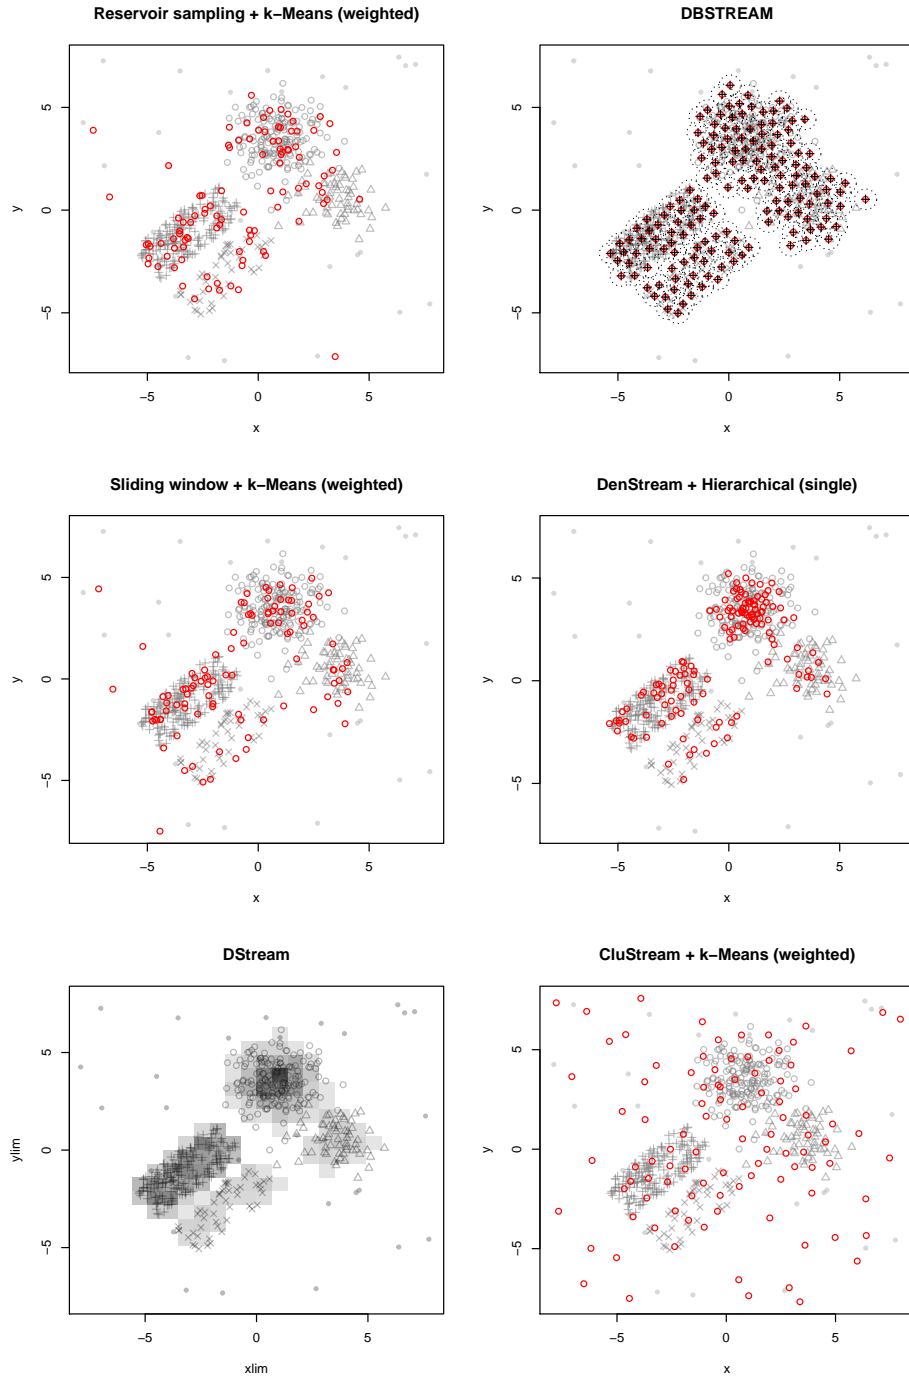 Reservoir sampling + k−Means (weighted)
5
0
−5
y
−5 0 5
x
DBSTREAM
5
0
−5
y
−5 0 5
x
Sliding window + k−Means (weighted)
5
0
−5
y
−5 0 5
x
DenStream + Hierarchical (single)
5
0
−5
y
−5 0 5
x
DStream
5
0
−5
ylim
−5 0 5
xlim
CluStream + k−Means (weighted)
5
0
−5
y
−5 0 5
x